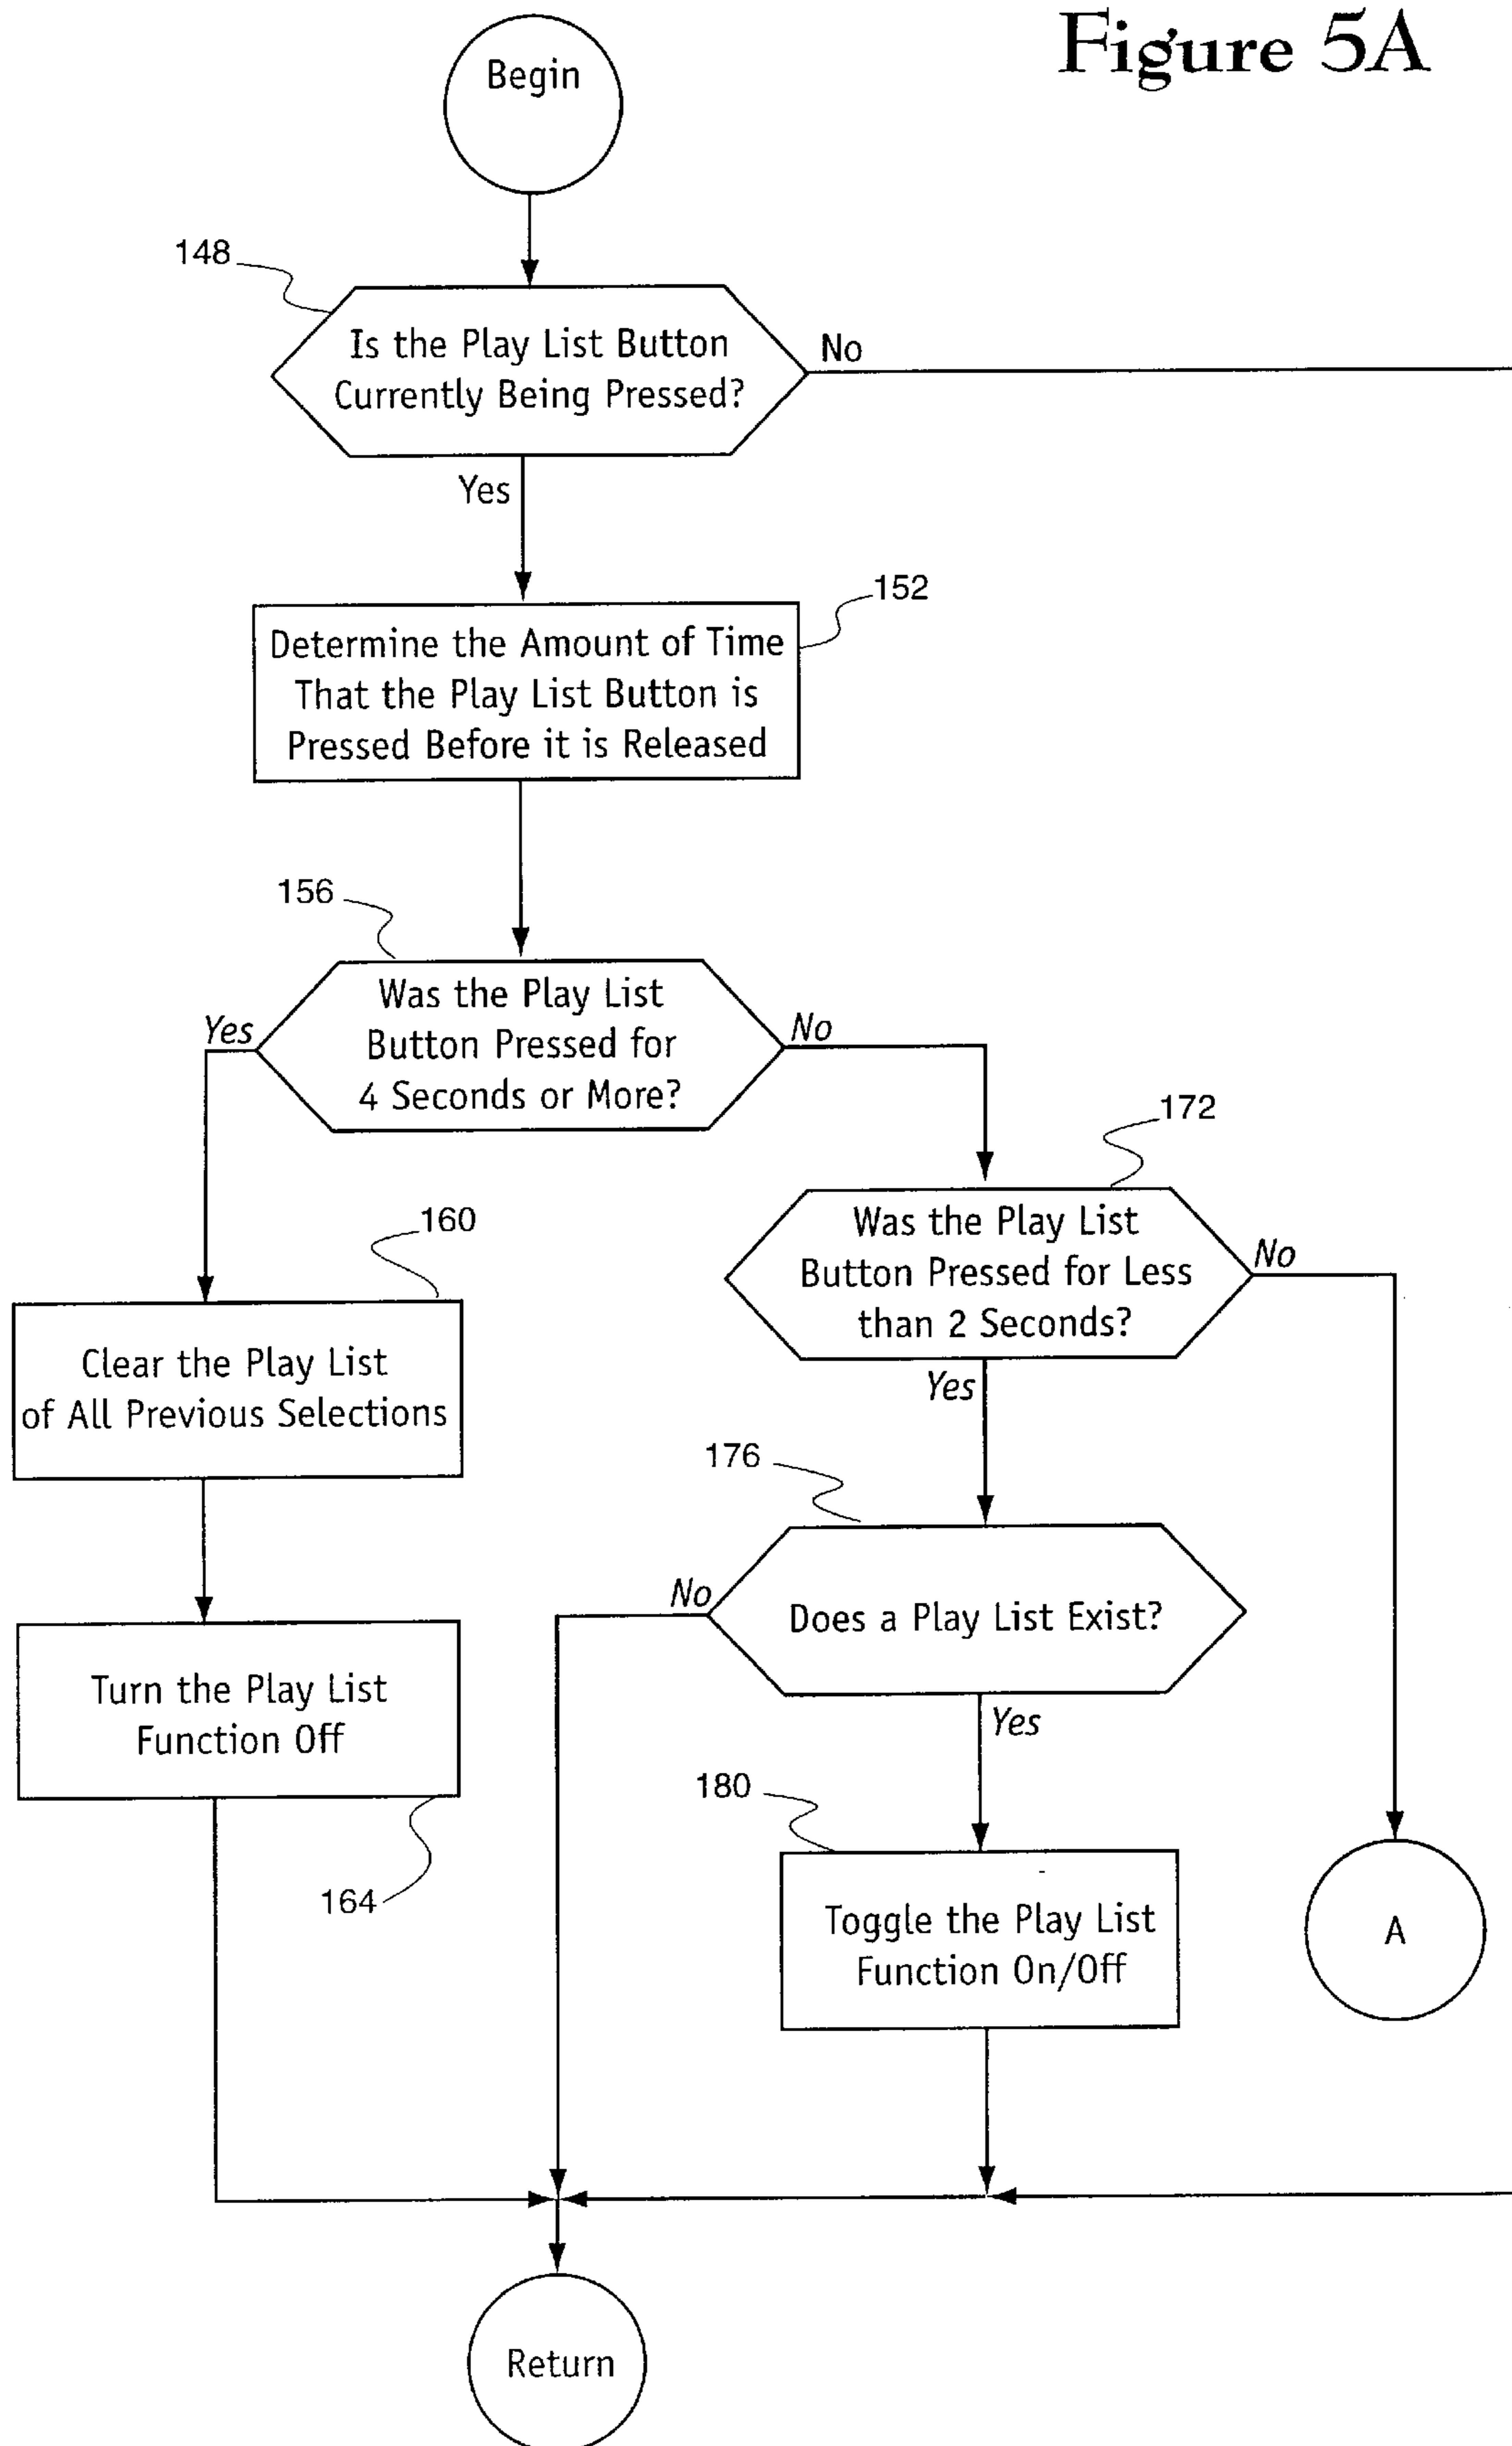 Figure 5A
Begin
148
Is the Play List Button
Currently Being Pressed?
No
Yes
152
Determine the Amount of Time
That the Play List Button is
Pressed Before it is Released
156
Was the Play List
Button Pressed for
4 Seconds or More?
Yes
No
172
Was the Play List
Button Pressed for Less
than 2 Seconds?
No
Yes
160
Clear the Play List
of All Previous Selections
176
Does a Play List Exist?
No
Yes
Turn the Play List
Function Off
164
180
Toggle the Play List
Function On/Off
A
Return